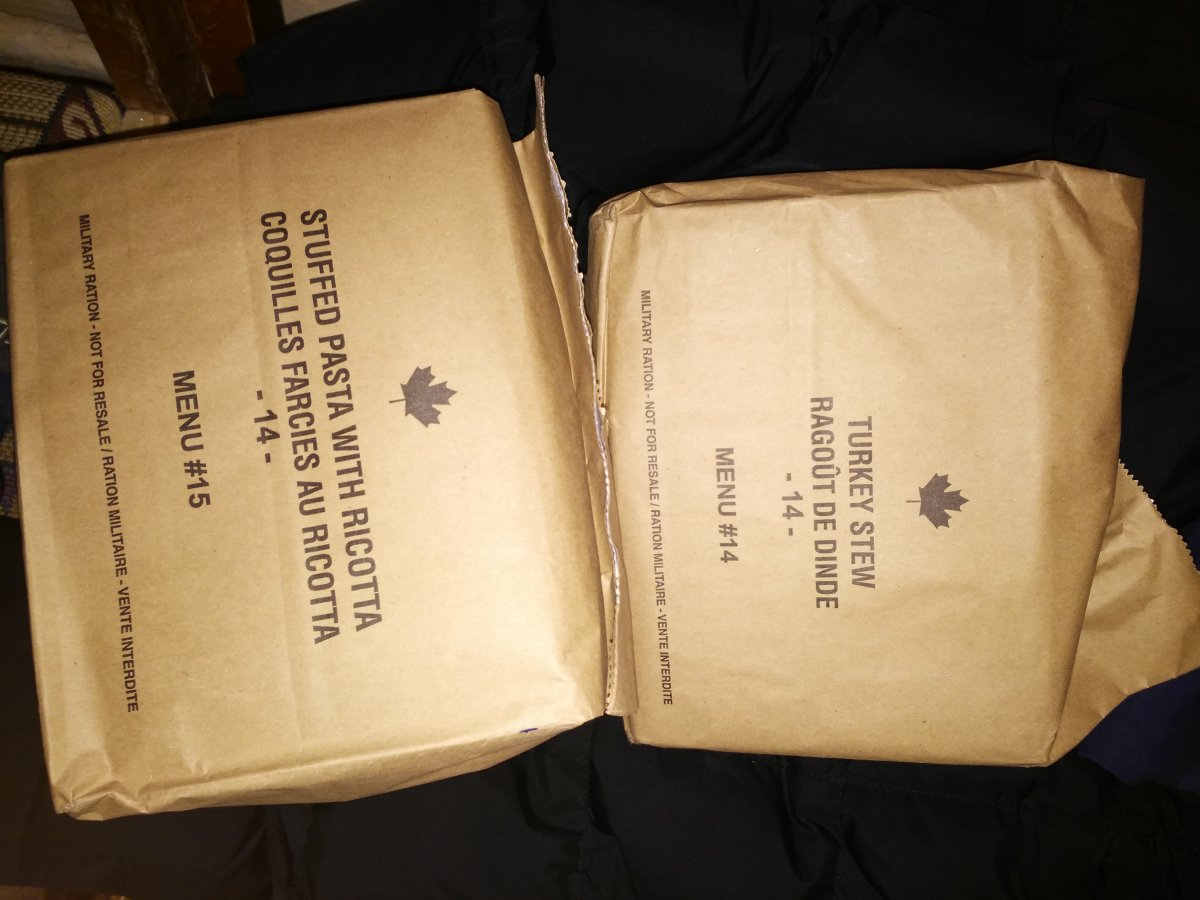 STUFFED PASTA WITH RICOTTA
COQUILLES FARCIES AU RICOTTA
- 14 -
MENU #15
MILITARY RATION - NOT FOR RESALE / RATION MILITAIRE - VENTE INTERDITE
TURKEY STEW
RAGOÛT DE DINDE
- 14 -
MENU #14
MILITARY RATION - NOT FOR RESALE / RATION MILITAIRE - VENTE INTERDITE